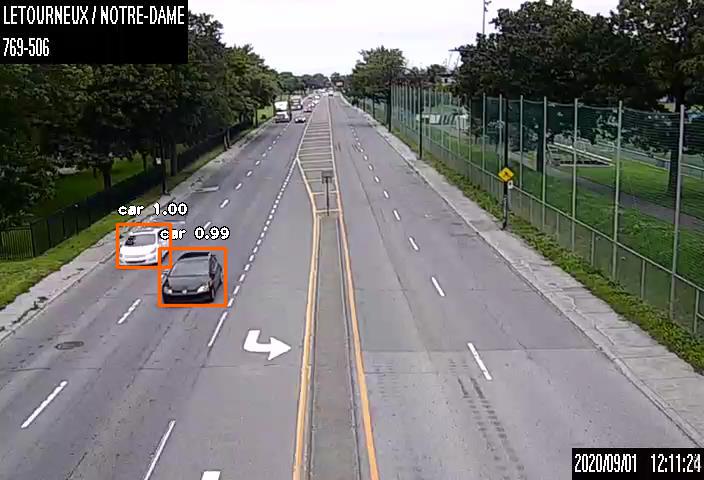 LETOURNEUX / NOTRE-DAME
769-506
car 1.00
car 0.99
2020/09/01 12:11:24